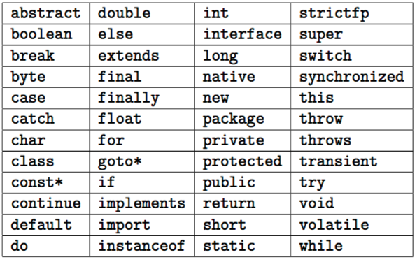 abstract double int strictfp
boolean else interface super
break extends long switch
byte final native synchronized
case finally new this
catch float package throw
char for private throws
class goto* protected transient
const* if public try
continue implements return void
default import short volatile
do instanceof static while